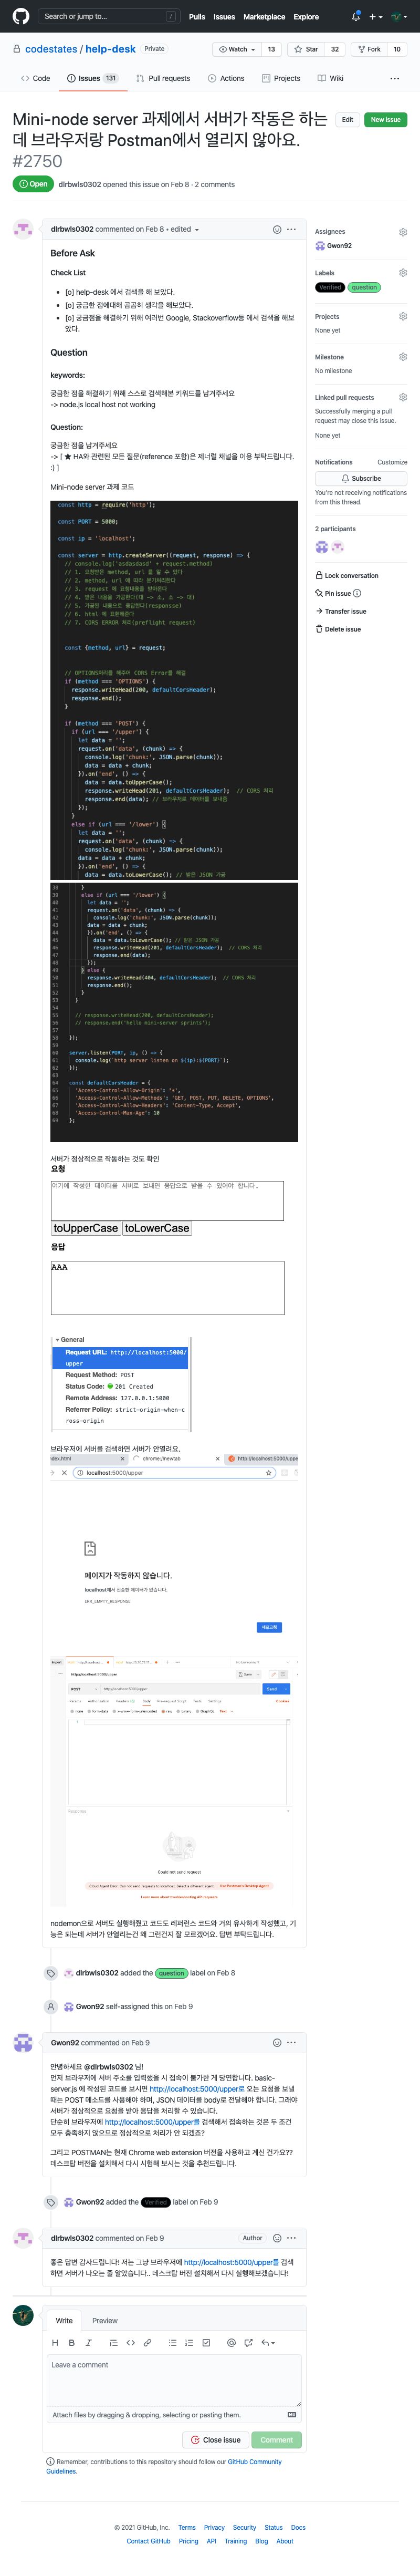 Search or jump to...
/
Pulls Issues Marketplace Explore
codestates / help-desk Private
Watch 13 Star 32 Fork 10
Code Issues 131 Pull requests Actions Projects Wiki
Mini-node server 과제에서 서버가 작동은 하는
데 브라우저랑 Postman에서 열리지 않아요.
#2750
Edit New issue
Open dlrbwls0302 opened this issue on Feb 8 · 2 comments
dlrbwls0302 commented on Feb 8 • edited
Before Ask
Check List
[o] help-desk 에서 검색을 해 보았다.
[o] 궁금한 점에대해 곰곰히 생각을 해보았다.
[o] 궁금점을 해결하기 위해 여러번 Google, Stackoverflow등 에서 검색을 해보
았다.
Question
keywords:
궁금한 점을 해결하기 위해 스스로 검색해본 키워드를 남겨주세요
-> node.js local host not working
Question:
궁금한 점을 남겨주세요
-> [ ★ HA와 관련된 모든 질문(reference 포함)은 제너럴 채널을 이용 부탁드립니다.
:) ]
Mini-node server 과제 코드
const http = require('http');
const PORT = 5000;
const ip = 'localhost';
const server = http.createServer((request, response) => {
// console.log('asdasdasd' + request.method)
// 1. 요청받은 method, url 를 알 수 있다
// 2. method, url 에 따라 분기처리한다
// 3. request 에 요청내용을 받아온다
// 4. 받은 내용을 가공한다(대 -> 소, 소 -> 대)
// 5. 가공된 내용으로 응답한다(response)
// 6. html 에 표현해준다
// 7. CORS ERROR 처리(preflight request)
const {method, url} = request;
// OPTIONS처리를 해주어 CORS Error를 해결
if (method === 'OPTIONS') {
response.writeHead(200, defaultCorsHeader);
response.end();
}
if (method === 'POST') {
if (url === '/upper') {
let data = '';
request.on('data', (chunk) => {
console.log('chunk:', JSON.parse(chunk));
data = data + chunk;
}).on('end', () => {
data = data.toUpperCase();
response.writeHead(201, defaultCorsHeader);  // CORS 처리
response.end(data); // 브라우저로 데이터를 보내줌
});
}
else if (url === '/lower') {
let data = '';
request.on('data', (chunk) => {
console.log('chunk:', JSON.parse(chunk));
data = data + chunk;
}).on('end', () => {
data = data.toLowerCase(); // 받은 JSON 가공
38 }
39 else if (url === '/lower') {
40 let data = '';
41 request.on('data', (chunk) => {
42 console.log('chunk:', JSON.parse(chunk));
43 data = data + chunk;
44 }).on('end', () => {
45 data = data.toLowerCase(); // 받은 JSON 가공
46 response.writeHead(201, defaultCorsHeader);  // CORS 처리
47 response.end(data);
48 });
49 } else {
50 response.writeHead(404, defaultCorsHeader);  // CORS 처리
51 response.end();
52 }
53 }
54
55 // response.writeHead(200, defaultCorsHeader);
56 // response.end('hello mini-server sprints');
57
58 });
59
60 server.listen(PORT, ip, () => {
61 console.log(`http server listen on ${ip}:${PORT}`);
62 });
63
64 const defaultCorsHeader = {
65 'Access-Control-Allow-Origin': '*',
66 'Access-Control-Allow-Methods': 'GET, POST, PUT, DELETE, OPTIONS',
67 'Access-Control-Allow-Headers': 'Content-Type, Accept',
68 'Access-Control-Max-Age': 10
69 };
서버가 정상적으로 작동하는 것도 확인
요청
여기에 작성한 데이터를 서버로 보내면 응답으로 받을 수 있어야 합니다.
toUpperCase toLowerCase
응답
AAA
General
Request URL: http://localhost:5000/
upper
Request Method: POST
Status Code: 201 Created
Remote Address: 127.0.0.1:5000
Referrer Policy: strict-origin-when-c
ross-origin
브라우저에 서버를 검색하면 서버가 안열려요.
dex.html chrome://newtab http://localhost:5000/upper
localhost:5000/upper
페이지가 작동하지 않습니다.
localhost에서 전송한 데이터가 없습니다.
ERR_EMPTY_RESPONSE
새로고침
http://localhost:5000/upper
POST http://localhost:5000/upper Send
Response
Could not send request
nodemon으로 서버도 실행해줬고 코드도 레퍼런스 코드와 거의 유사하게 작성했고, 기
능은 되는데 서버가 안열리는건 왜 그런건지 잘 모르겠어요. 답변 부탁드립니다.
dlrbwls0302 added the question label on Feb 8
Gwon92 self-assigned this on Feb 9
Gwon92 commented on Feb 9
안녕하세요 @dlrbwls0302 님!
먼저 브라우저에 서버 주소를 입력했을 시 접속이 불가한 게 당연합니다. basic-
server.js 에 작성된 코드를 보시면 http://localhost:5000/upper로 오는 요청을 보낼
때는 POST 메소드를 사용해야 하며, JSON 데이터를 body로 전달해야 합니다. 그래야
서버가 정상적으로 요청을 받아 응답을 처리할 수 있습니다.
단순히 브라우저에 http://localhost:5000/upper를 검색해서 접속하는 것은 두 조건
모두 충족하지 않으므로 정상적으로 처리가 안 되겠죠?
그리고 POSTMAN는 현재 Chrome web extension 버전을 사용하고 계신 건가요??
데스크탑 버전을 설치해서 다시 시험해 보시는 것을 추천드립니다.
Gwon92 added the Verified label on Feb 9
dlrbwls0302 commented on Feb 9 Author
좋은 답변 감사드립니다! 저는 그냥 브라우저에 http://localhost:5000/upper를 검색
하면 서버가 나오는 줄 알았습니다.. 데스크탑 버전 설치해서 다시 실행해보겠습니다!
Write Preview
Leave a comment
Attach files by dragging & dropping, selecting or pasting them.
Close issue Comment
Remember, contributions to this repository should follow our GitHub Community
Guidelines.
Assignees
Gwon92
Labels
Verified question
Projects
None yet
Milestone
No milestone
Linked pull requests
Successfully merging a pull
request may close this issue.
None yet
Notifications Customize
Subscribe
You're not receiving notifications
from this thread.
2 participants
Lock conversation
Pin issue
Transfer issue
Delete issue
© 2021 GitHub, Inc. Terms Privacy Security Status Docs
Contact GitHub Pricing API Training Blog About